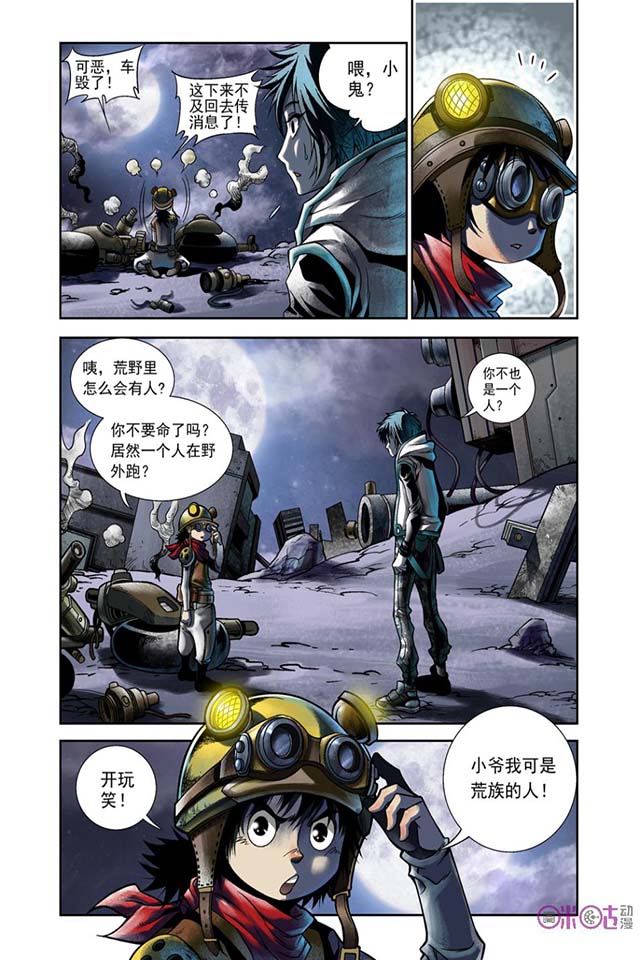 可恶，车
毁了！
这下来不
及回去传
消息了！
喂，小
鬼？
咦，荒野里
怎么会有人？
你不要命了吗？
居然一个人在野
外跑？
你不也
是一个
人？
开玩
笑！
小爷我可是
荒族的人！
咪咕动漫